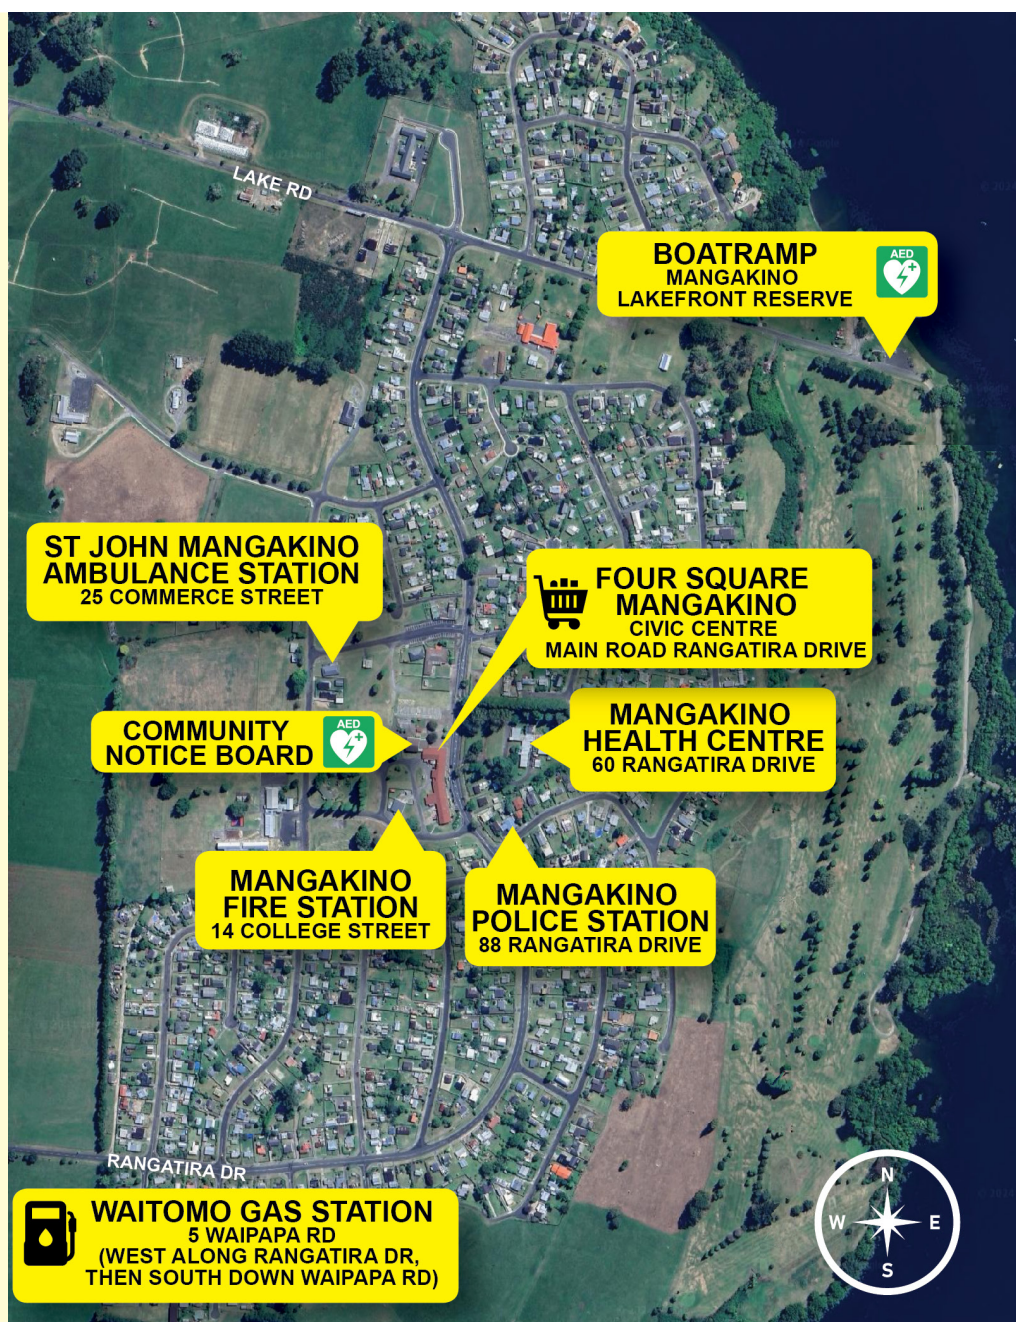 LAKE RD
BOATRAMP
MANGAKINO
LAKEFRONT RESERVE
AED
ST JOHN MANGAKINO
AMBULANCE STATION
25 COMMERCE STREET
FOUR SQUARE
MANGAKINO
CIVIC CENTRE
MAIN ROAD RANGATIRA DRIVE
COMMUNITY
NOTICE BOARD
AED
MANGAKINO
HEALTH CENTRE
60 RANGATIRA DRIVE
MANGAKINO
FIRE STATION
14 COLLEGE STREET
MANGAKINO
POLICE STATION
88 RANGATIRA DRIVE
RANGATIRA DR
WAITOMO GAS STATION
5 WAIPAPA RD
(WEST ALONG RANGATIRA DR,
THEN SOUTH DOWN WAIPAPA RD)
N
W E
S